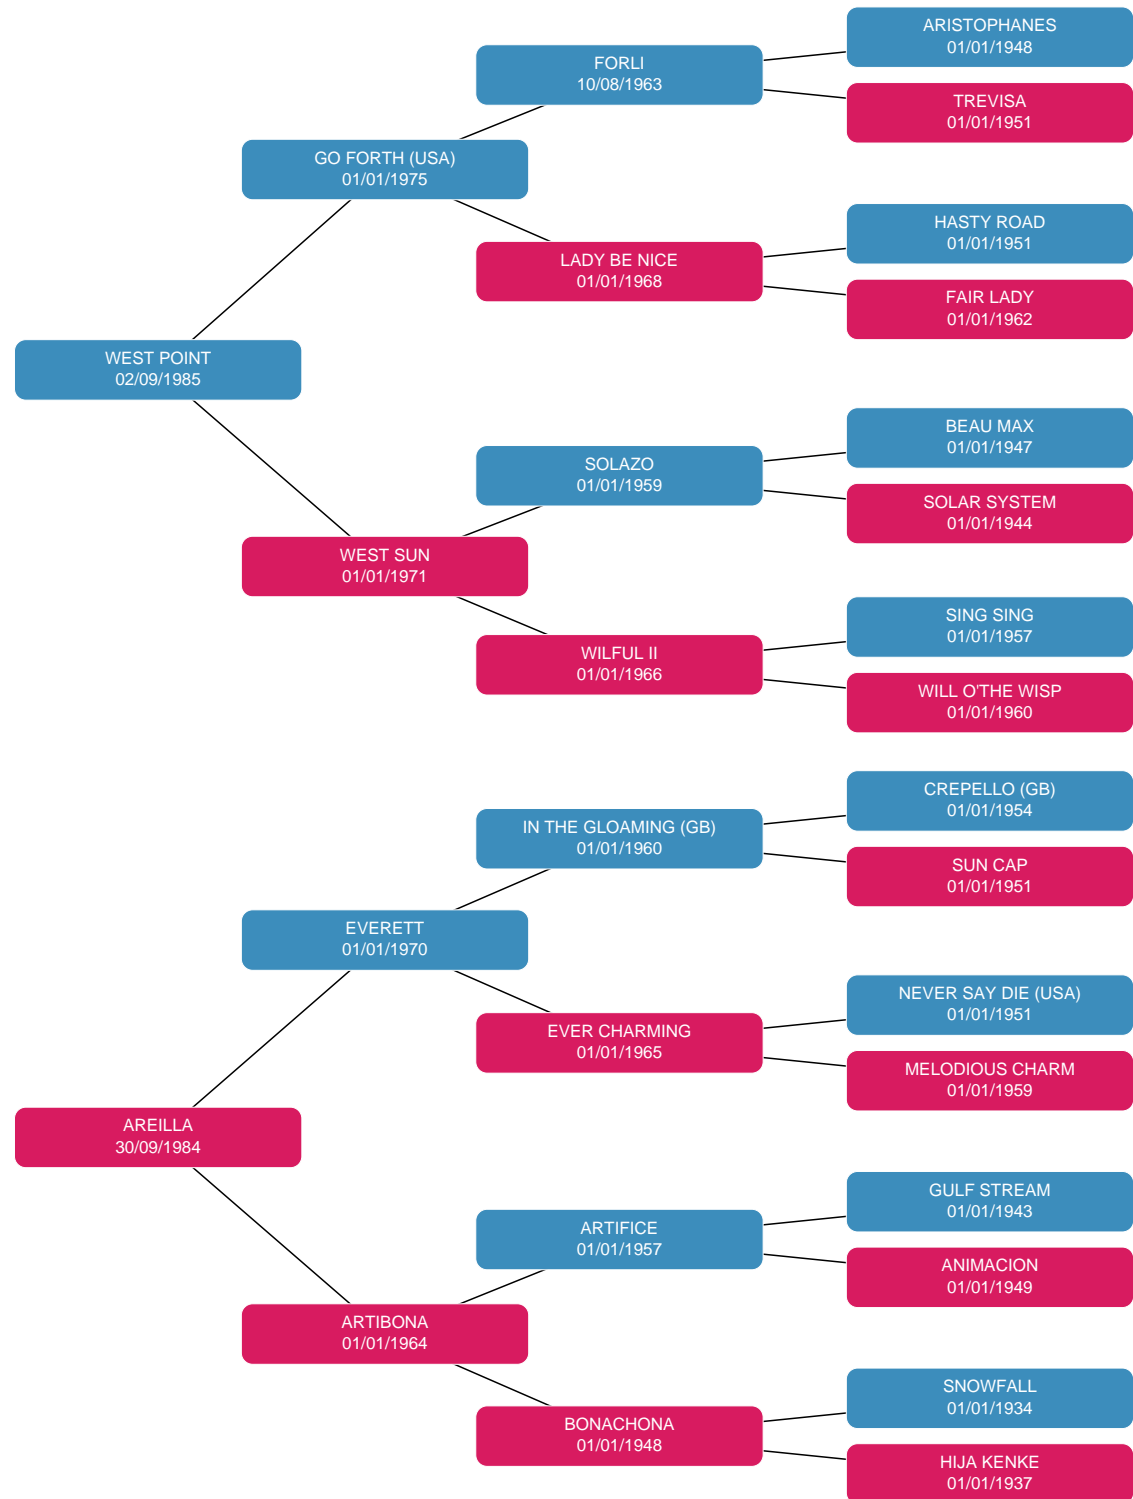 ARISTOPHANES
01/01/1948
FORLI
10/08/1963
TREVISA
01/01/1951
GO FORTH (USA)
01/01/1975
HASTY ROAD
01/01/1951
LADY BE NICE
01/01/1968
FAIR LADY
01/01/1962
WEST POINT
02/09/1985
BEAU MAX
01/01/1947
SOLAZO
01/01/1959
SOLAR SYSTEM
01/01/1944
WEST SUN
01/01/1971
SING SING
01/01/1957
WILFUL II
01/01/1966
WILL O'THE WISP
01/01/1960
CREPELLO (GB)
01/01/1954
IN THE GLOAMING (GB)
01/01/1960
SUN CAP
01/01/1951
EVERETT
01/01/1970
NEVER SAY DIE (USA)
01/01/1951
EVER CHARMING
01/01/1965
MELODIOUS CHARM
01/01/1959
AREILLA
30/09/1984
GULF STREAM
01/01/1943
ARTIFICE
01/01/1957
ANIMACION
01/01/1949
ARTIBONA
01/01/1964
SNOWFALL
01/01/1934
BONACHONA
01/01/1948
HIJA KENKE
01/01/1937